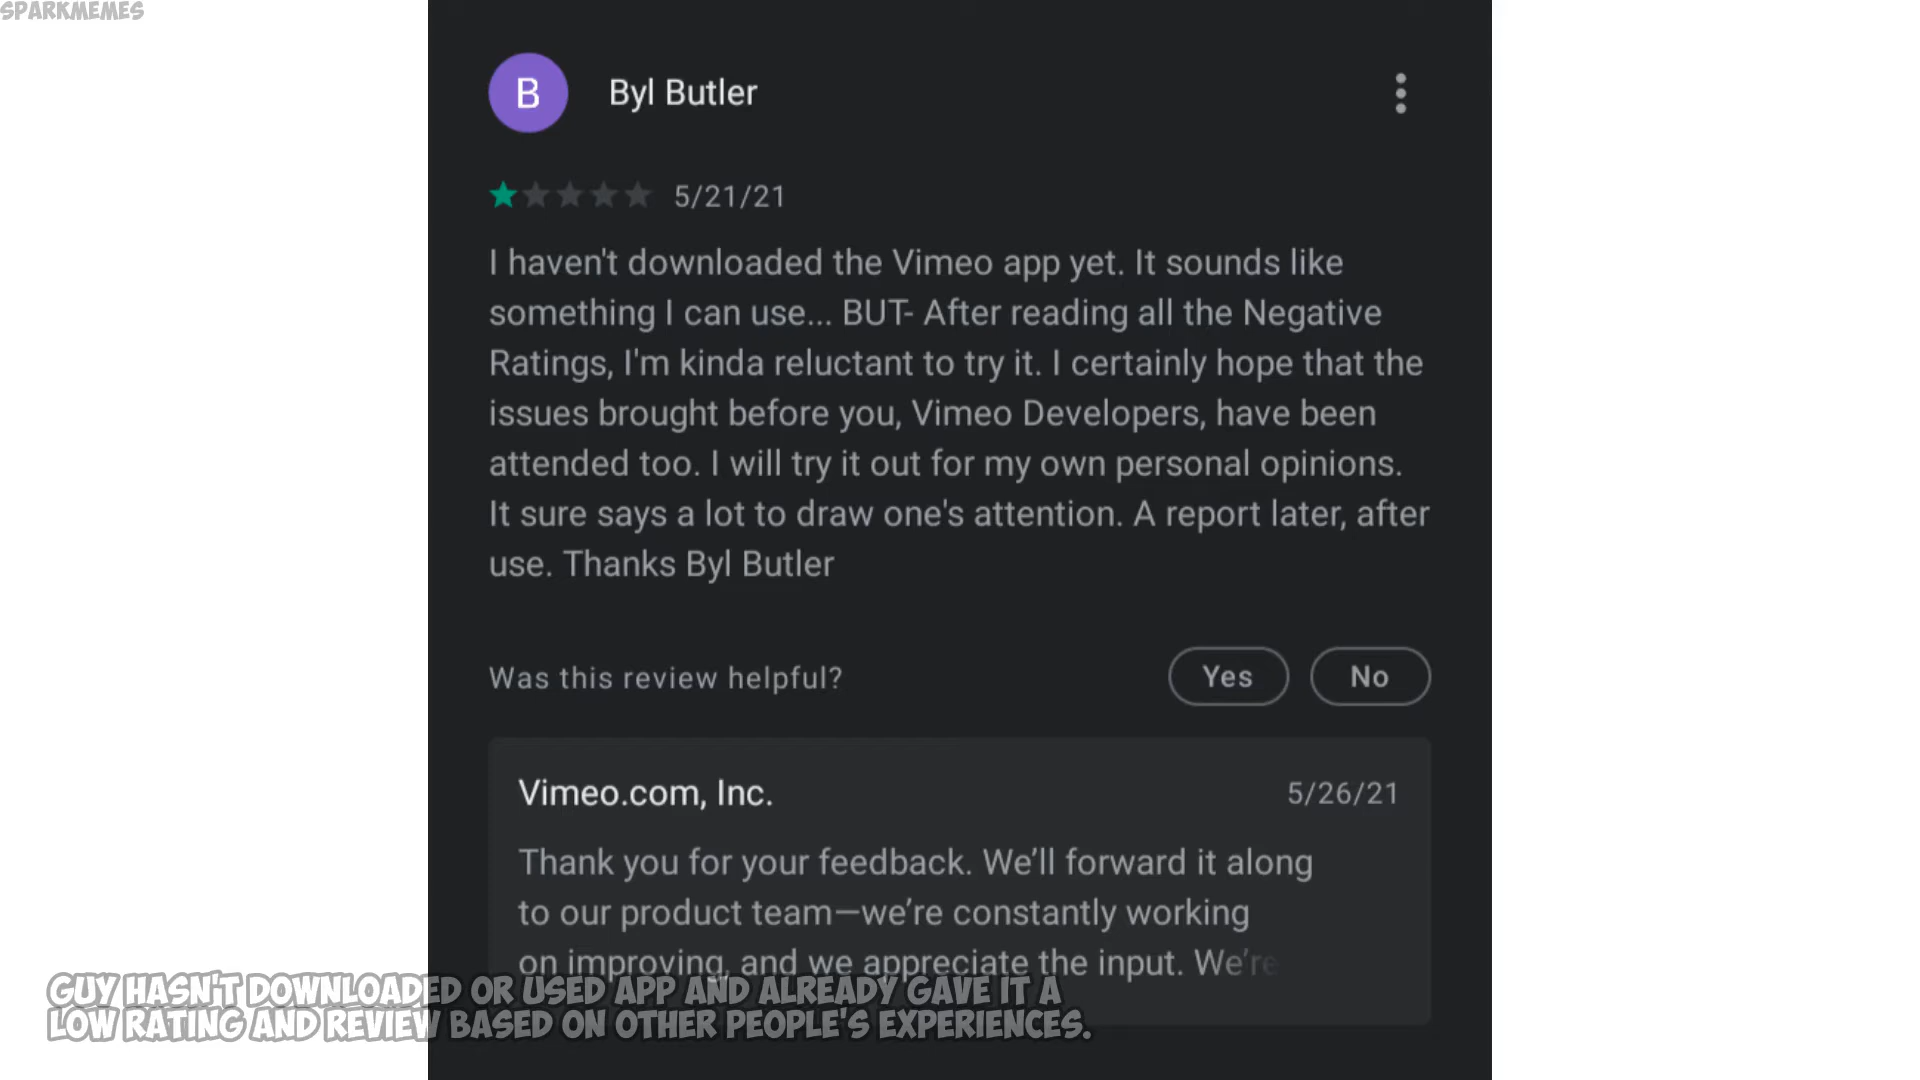 SPARKMEMES
B
Byl Butler
5/21/21
I haven't downloaded the Vimeo app yet. It sounds like
something I can use... BUT- After reading all the Negative
Ratings, I'm kinda reluctant to try it. I certainly hope that the
issues brought before you, Vimeo Developers, have been
attended too. I will try it out for my own personal opinions.
It sure says a lot to draw one's attention. A report later, after
use. Thanks Byl Butler
Was this review helpful?
Yes
No
Vimeo.com, Inc.
5/26/21
Thank you for your feedback. We’ll forward it along
to our product team—we’re constantly working
on improving, and we appreciate the input. We’re
GUY HASN'T DOWNLOADED OR USED APP AND ALREADY GAVE IT A
LOW RATING AND REVIEW BASED ON OTHER PEOPLE'S EXPERIENCES.